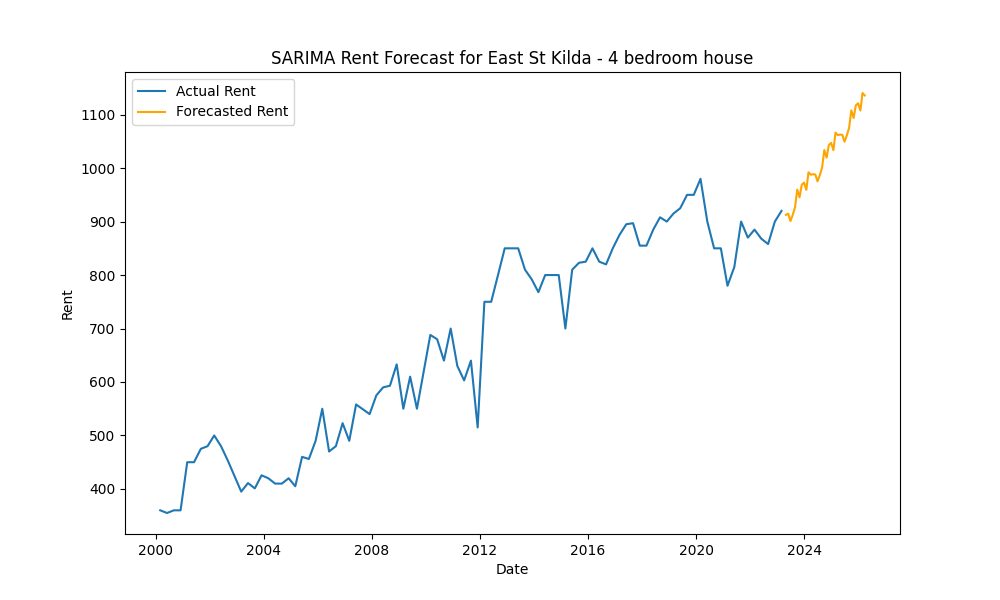 SARIMA Rent Forecast for East St Kilda - 4 bedroom house
Actual Rent
Forecasted Rent
1100
1000
900
800
700
600
500
400
Rent
2000 2004 2008 2012 2016 2020 2024
Date